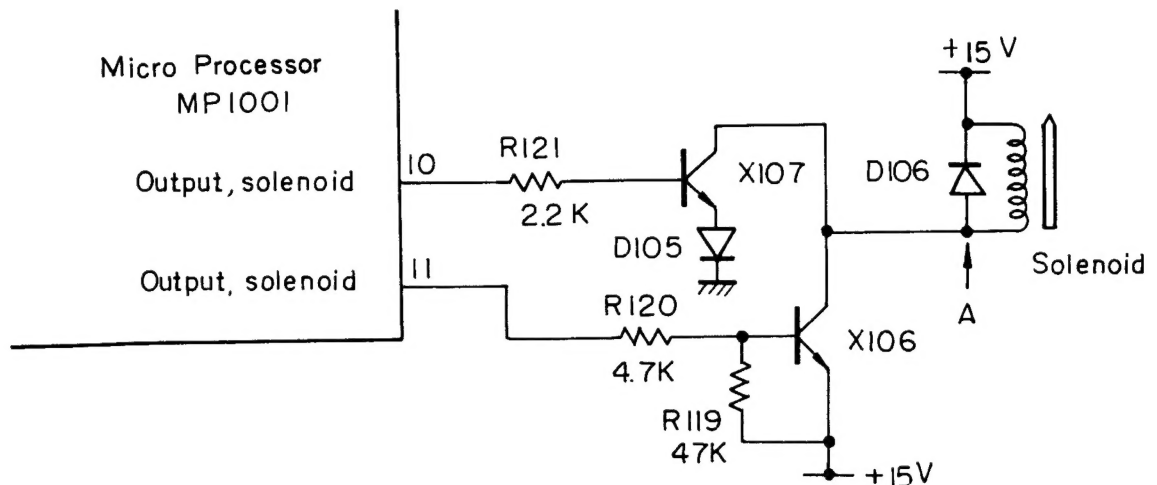 Micro Processor
MP1001
Output, solenoid
10
Output, solenoid
11
R121
2.2 K
X107
D105
R120
4.7K
R119
47K
X106
+15V
+15 V
D106
Solenoid
A